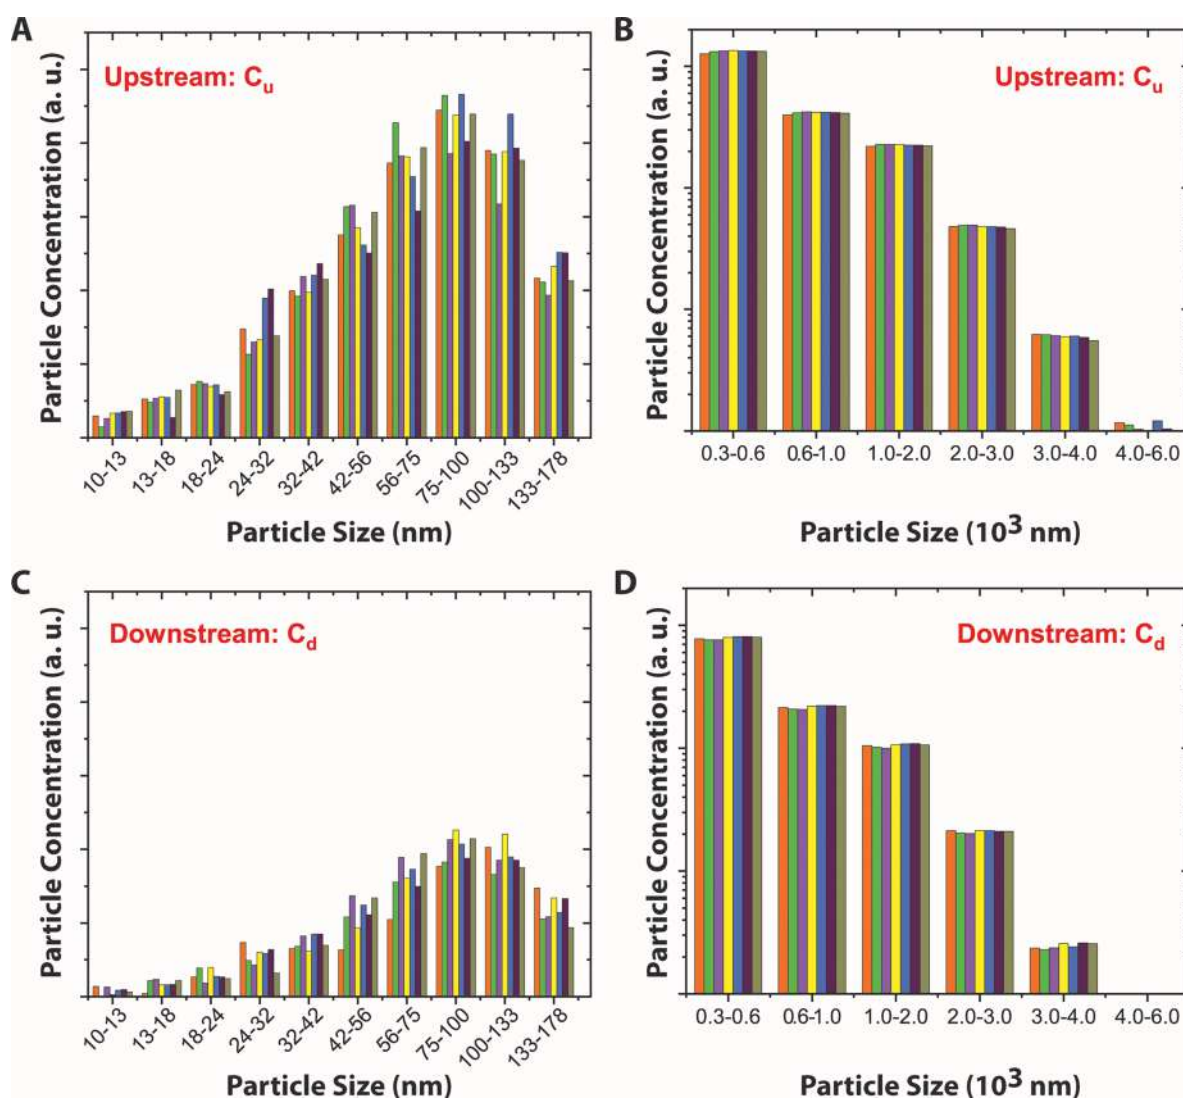 A
Upstream: Cu
Particle Concentration (a. u.)
10-13
13-18
18-24
24-32
32-42
42-56
56-75
75-100
100-133
133-178
Particle Size (nm)
B
Upstream: Cu
Particle Concentration (a. u.)
0.3-0.6
0.6-1.0
1.0-2.0
2.0-3.0
3.0-4.0
4.0-6.0
Particle Size (10³ nm)
C
Downstream: Cd
Particle Concentration (a. u.)
10-13
13-18
18-24
24-32
32-42
42-56
56-75
75-100
100-133
133-178
Particle Size (nm)
D
Downstream: Cd
Particle Concentration (a. u.)
0.3-0.6
0.6-1.0
1.0-2.0
2.0-3.0
3.0-4.0
4.0-6.0
Particle Size (10³ nm)